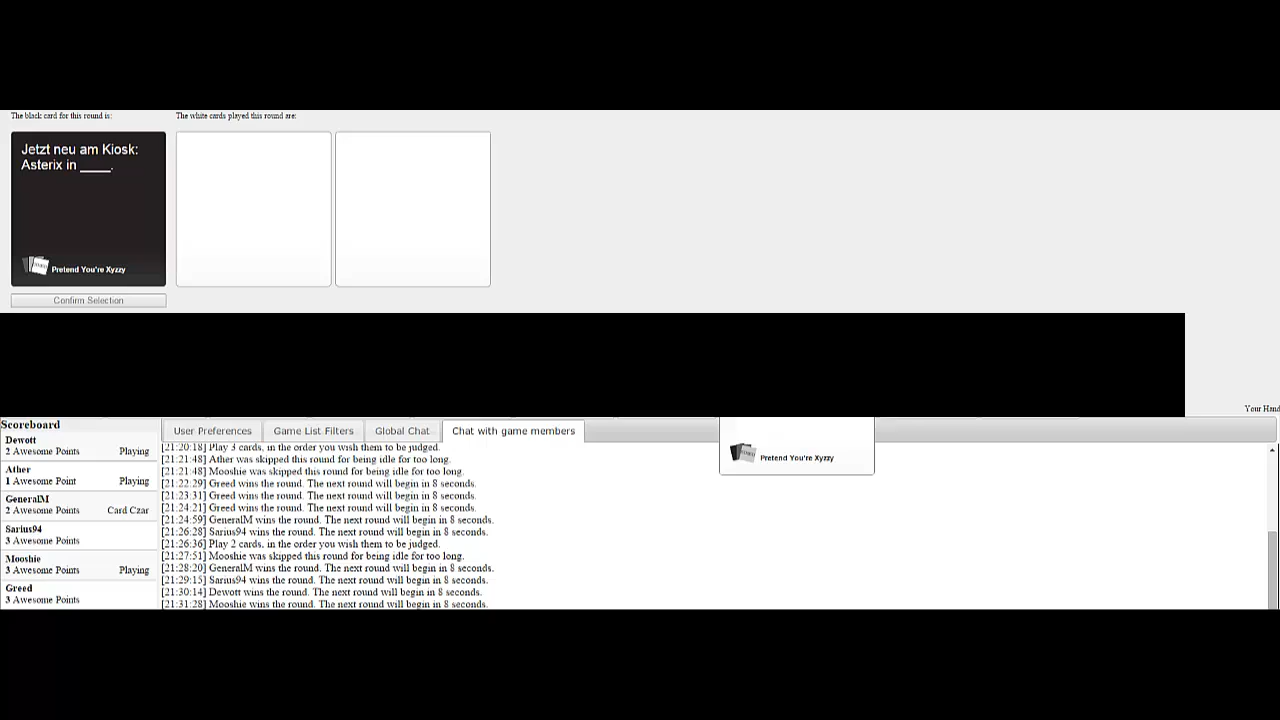 The black card for this round is:
The white cards played this round are:
Jetzt neu am Kiosk:
Asterix in ____.
Pretend You're Xyzzy
Confirm Selection
Your Hand
Scoreboard
Dewott
2 Awesome Points Playing
Ather
1 Awesome Point Playing
GeneralM
2 Awesome Points Card Czar
Sarius94
3 Awesome Points
Mooshie
3 Awesome Points Playing
Greed
3 Awesome Points
User Preferences Game List Filters Global Chat Chat with game members
[21:20:18] Play 3 cards, in the order you wish them to be judged.
[21:21:48] Ather was skipped this round for being idle for too long.
[21:21:48] Mooshie was skipped this round for being idle for too long.
[21:22:29] Greed wins the round. The next round will begin in 8 seconds.
[21:23:31] Greed wins the round. The next round will begin in 8 seconds.
[21:24:21] Greed wins the round. The next round will begin in 8 seconds.
[21:24:59] GeneralM wins the round. The next round will begin in 8 seconds.
[21:26:28] Sarius94 wins the round. The next round will begin in 8 seconds.
[21:26:36] Play 2 cards, in the order you wish them to be judged.
[21:27:51] Mooshie was skipped this round for being idle for too long.
[21:28:20] GeneralM wins the round. The next round will begin in 8 seconds.
[21:29:15] Sarius94 wins the round. The next round will begin in 8 seconds.
[21:30:14] Dewott wins the round. The next round will begin in 8 seconds.
[21:31:28] Mooshie wins the round. The next round will begin in 8 seconds.
Pretend You're Xyzzy